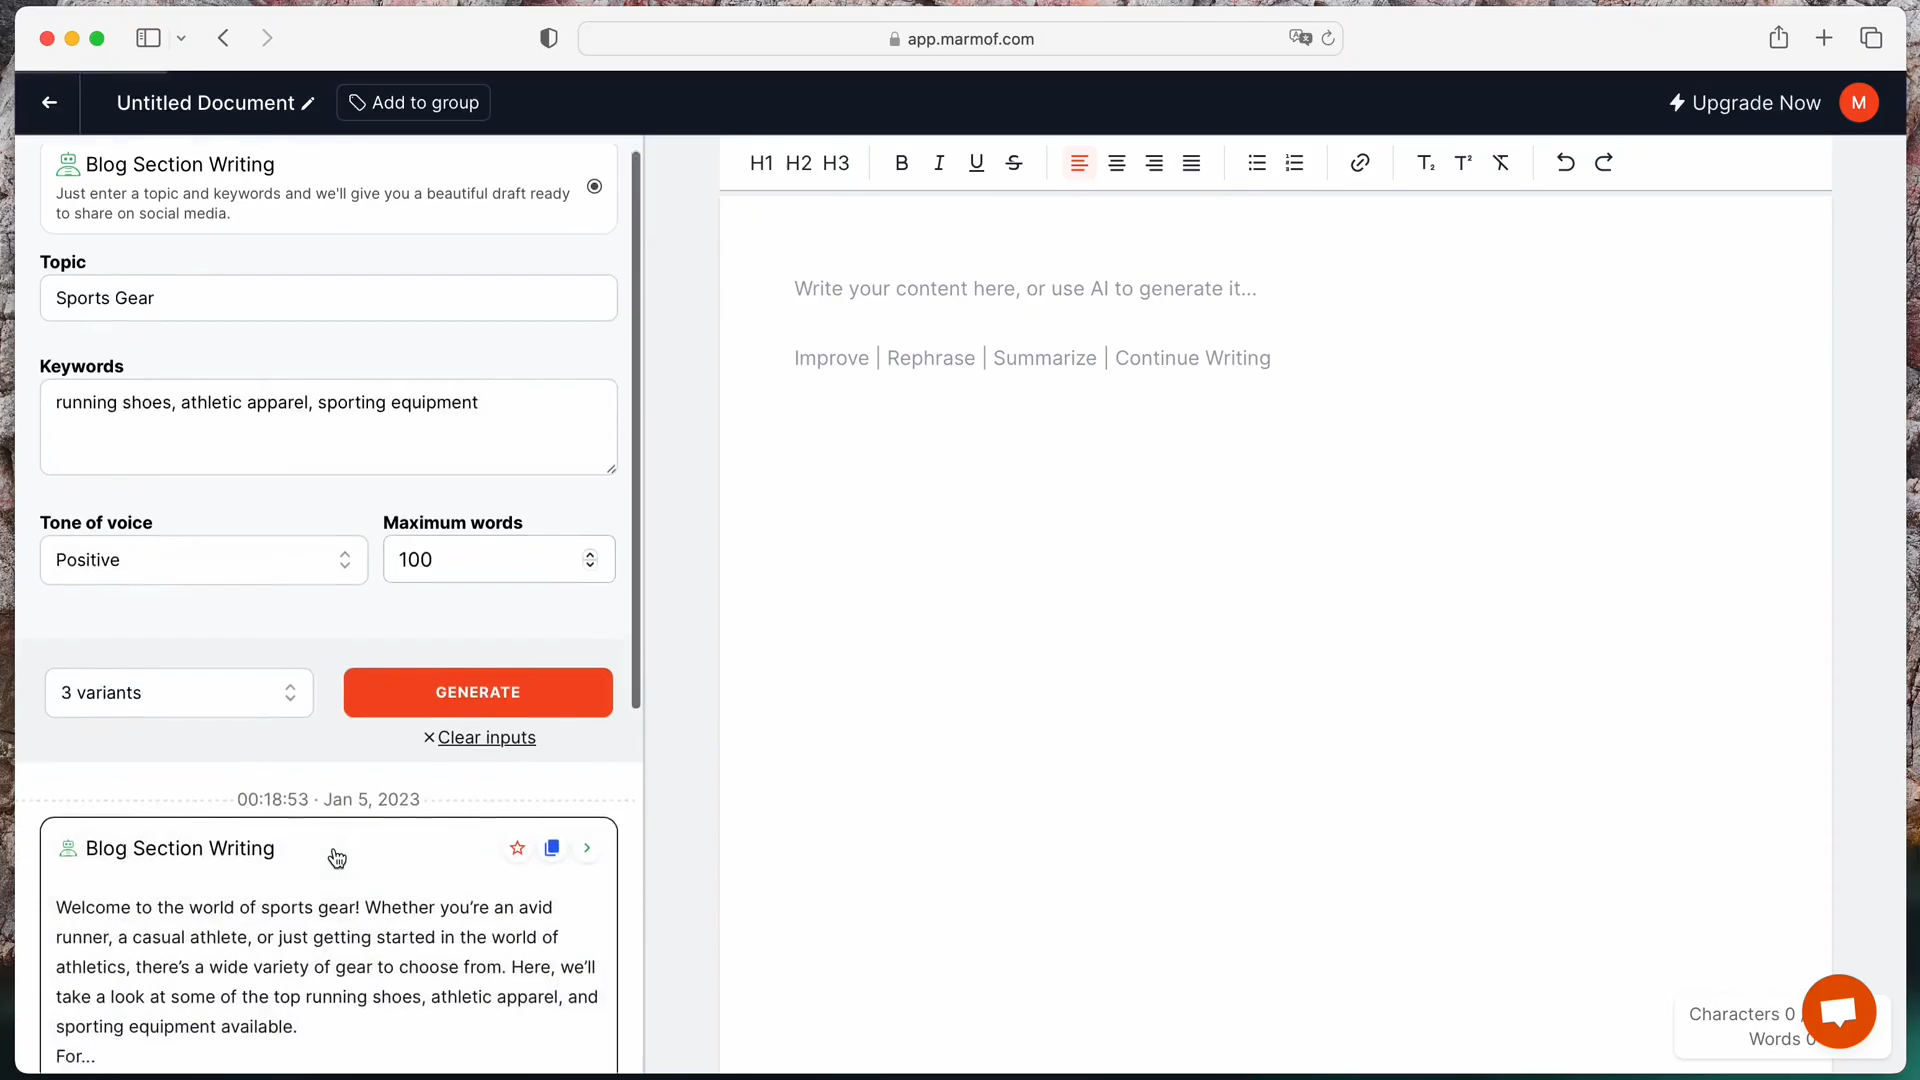 app.marmof.com
Untitled Document
Add to group
Upgrade Now
M
Blog Section Writing
Just enter a topic and keywords and we'll give you a beautiful draft ready
to share on social media.
Topic
Sports Gear
Keywords
running shoes, athletic apparel, sporting equipment
Tone of voice
Maximum words
Positive
100
3 variants
GENERATE
×Clear inputs
00:18:53 · Jan 5, 2023
Blog Section Writing
Welcome to the world of sports gear! Whether you’re an avid
runner, a casual athlete, or just getting started in the world of
athletics, there’s a wide variety of gear to choose from. Here, we’ll
take a look at some of the top running shoes, athletic apparel, and
sporting equipment available.
For...
H1 H2 H3 B I U S T₂ T² T
Write your content here, or use AI to generate it...
Improve | Rephrase | Summarize | Continue Writing
Characters 0
Words 0